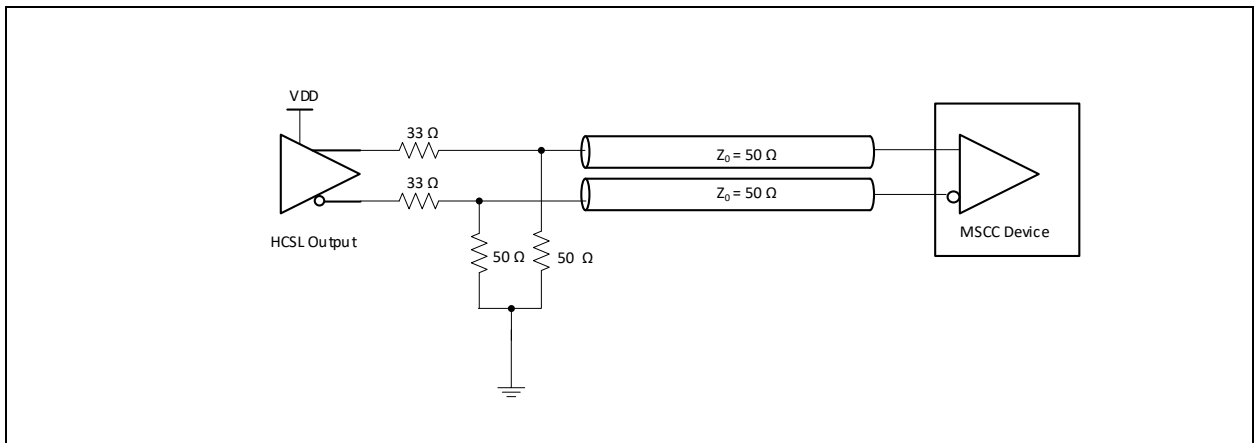 VDD
33 Ω
Z0 = 50 Ω
33 Ω
Z0 = 50 Ω
HCSL Output
50 Ω
50 Ω
MSCC Device